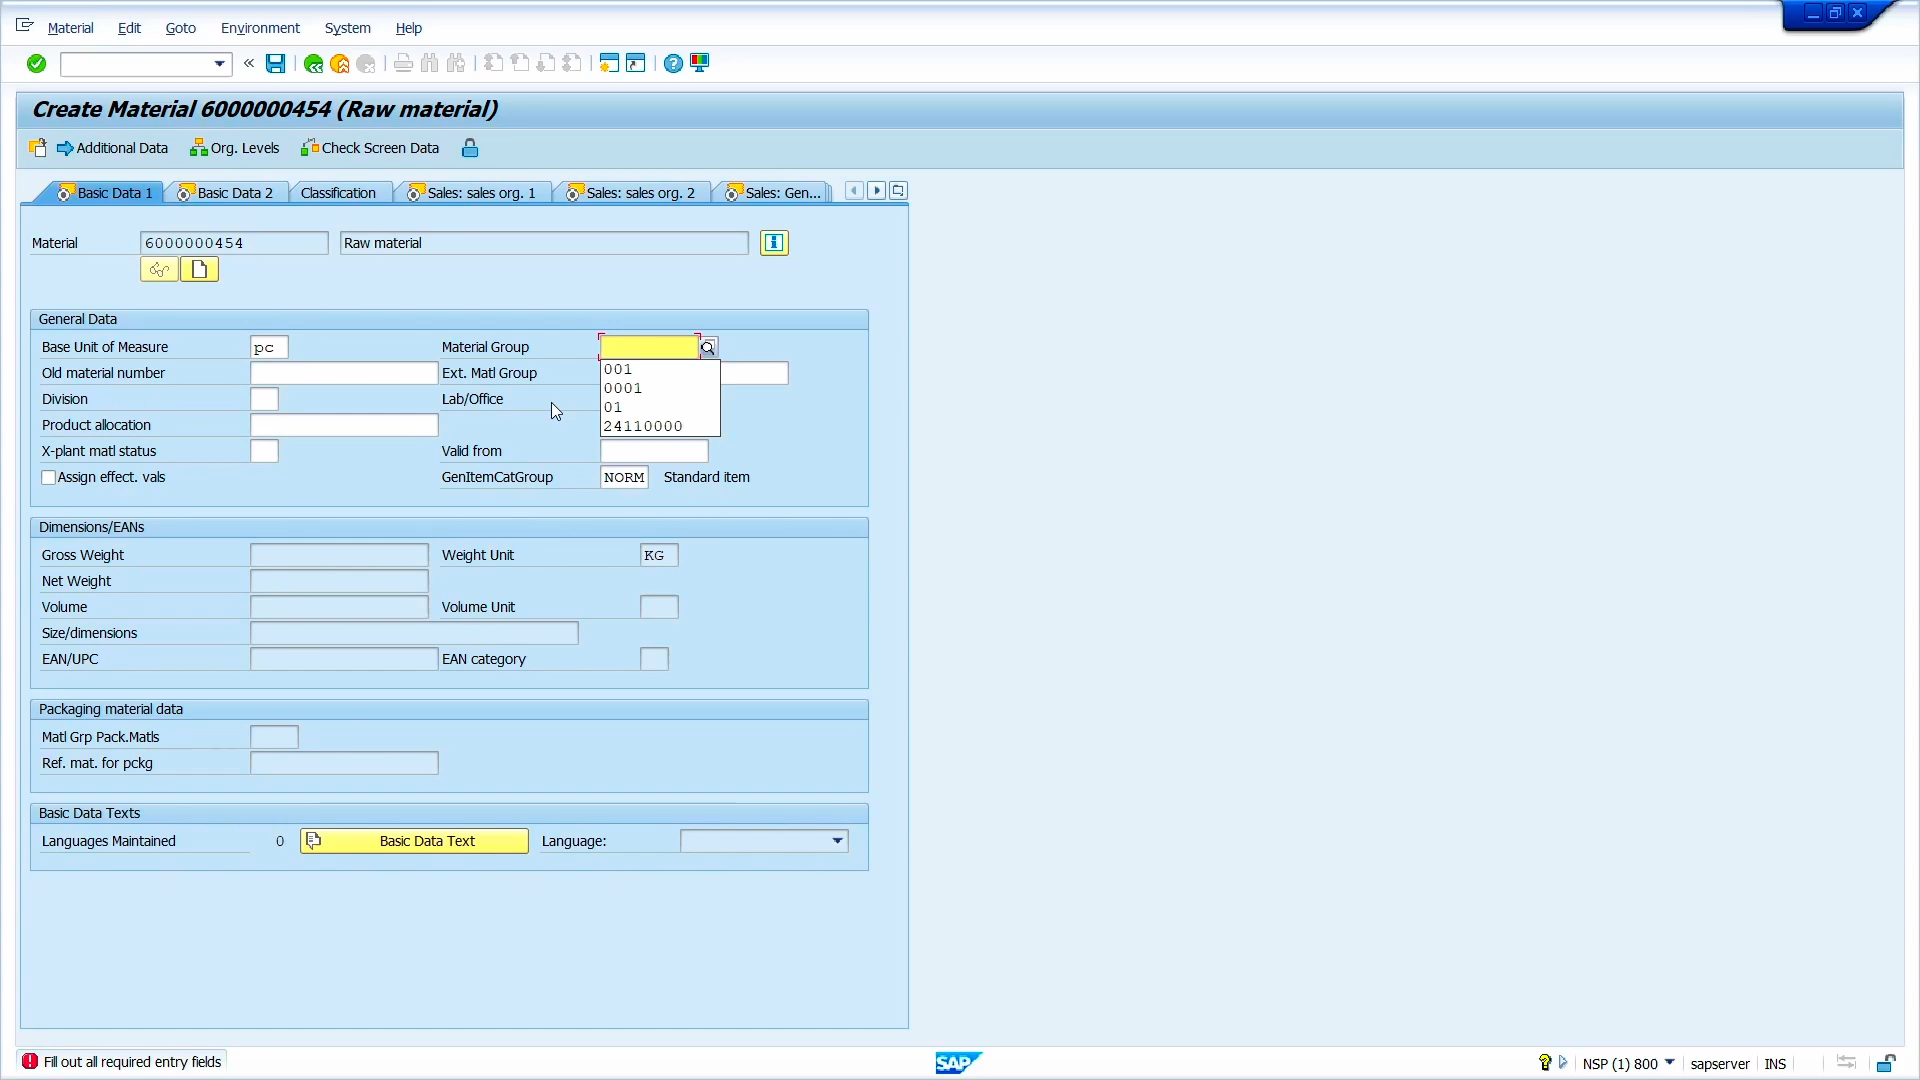 Material Edit Goto Environment System Help
Create Material 6000000454 (Raw material)
Additional Data Org. Levels Check Screen Data
Basic Data 1 Basic Data 2 Classification Sales: sales org. 1 Sales: sales org. 2 Sales: Gen...
Material 6000000454 Raw material
General Data
Base Unit of Measure pc Material Group
Old material number Ext. Matl Group
Division Lab/Office
Product allocation
X-plant matl status Valid from
Assign effect. vals GenItemCatGroup NORM Standard item
001
0001
01
24110000
Dimensions/EANs
Gross Weight Weight Unit KG
Net Weight
Volume Volume Unit
Size/dimensions
EAN/UPC EAN category
Packaging material data
Matl Grp Pack.Matls
Ref. mat. for pckg
Basic Data Texts
Languages Maintained 0 Basic Data Text Language:
Fill out all required entry fields SAP NSP (1) 800 sapserver INS